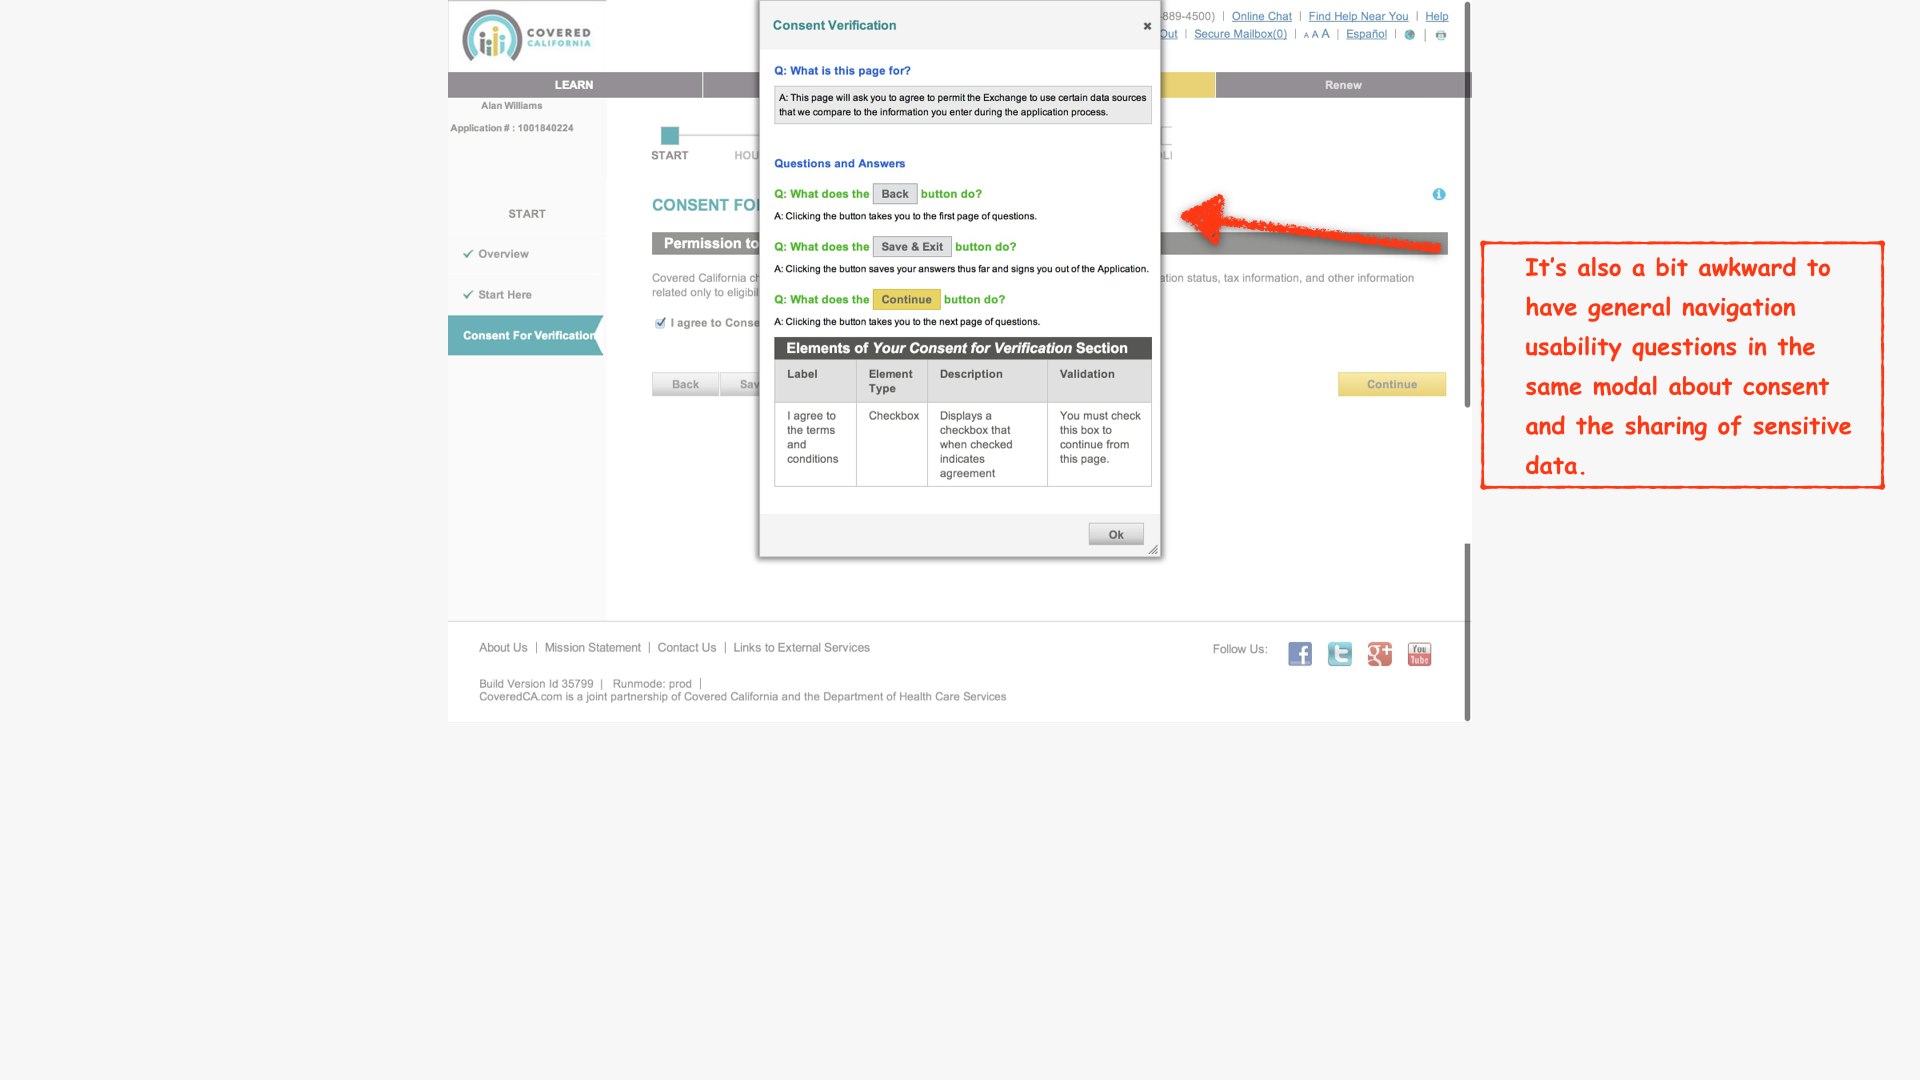 COVERED
CALIFORNIA
-889-4500) | Online Chat | Find Help Near You | Help
Out | Secure Mailbox(0) | A A A | Español |
LEARN
Renew
Alan Williams
Application # : 1001840224
START
Overview
Start Here
Consent For Verification
START
HOU
LI
CONSENT FO
Permission to
Covered California ch
related only to eligibil
ation status, tax information, and other information
I agree to Conse
Back
Sav
Continue
Consent Verification
Q: What is this page for?
A: This page will ask you to agree to permit the Exchange to use certain data sources
that we compare to the information you enter during the application process.
Questions and Answers
Q: What does the Back button do?
A: Clicking the button takes you to the first page of questions.
Q: What does the Save & Exit button do?
A: Clicking the button saves your answers thus far and signs you out of the Application.
Q: What does the Continue button do?
A: Clicking the button takes you to the next page of questions.
Elements of Your Consent for Verification Section
Label
Element
Type
Description
Validation
I agree to
the terms
and
conditions
Checkbox
Displays a
checkbox that
when checked
indicates
agreement
You must check
this box to
continue from
this page.
Ok
It's also a bit awkward to
have general navigation
usability questions in the
same modal about consent
and the sharing of sensitive
data.
About Us | Mission Statement | Contact Us | Links to External Services
Follow Us:
You
Tube
Build Version Id 35799 | Runmode: prod |
CoveredCA.com is a joint partnership of Covered California and the Department of Health Care Services